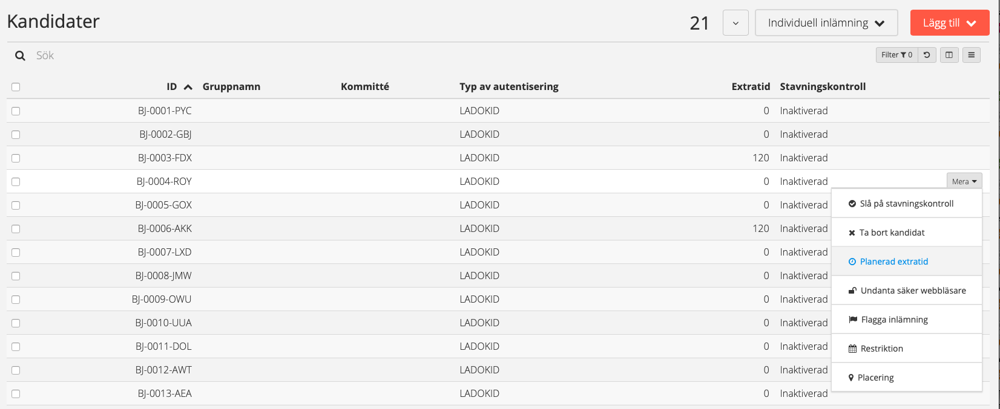 Kandidater 21 Individuell inlämning Lägg till
Sök Filter 0
ID Gruppnamn Kommitté Typ av autentisering Extratid Stavningskontroll
BJ-0001-PYC LADOKID 0 Inaktiverad
BJ-0002-GBJ LADOKID 0 Inaktiverad
BJ-0003-FDX LADOKID 120 Inaktiverad
BJ-0004-ROY LADOKID 0 Inaktiverad Mera
BJ-0005-GOX LADOKID 0 Inaktiverad
BJ-0006-AKK LADOKID 120 Inaktiverad
BJ-0007-LXD LADOKID 0 Inaktiverad
BJ-0008-JMW LADOKID 0 Inaktiverad
BJ-0009-OWU LADOKID 0 Inaktiverad
BJ-0010-UUA LADOKID 0 Inaktiverad
BJ-0011-DOL LADOKID 0 Inaktiverad
BJ-0012-AWT LADOKID 0 Inaktiverad
BJ-0013-AEA LADOKID 0 Inaktiverad
Slå på stavningskontroll
Ta bort kandidat
Planerad extratid
Undanta säker webbläsare
Flagga inlämning
Restriktion
Placering